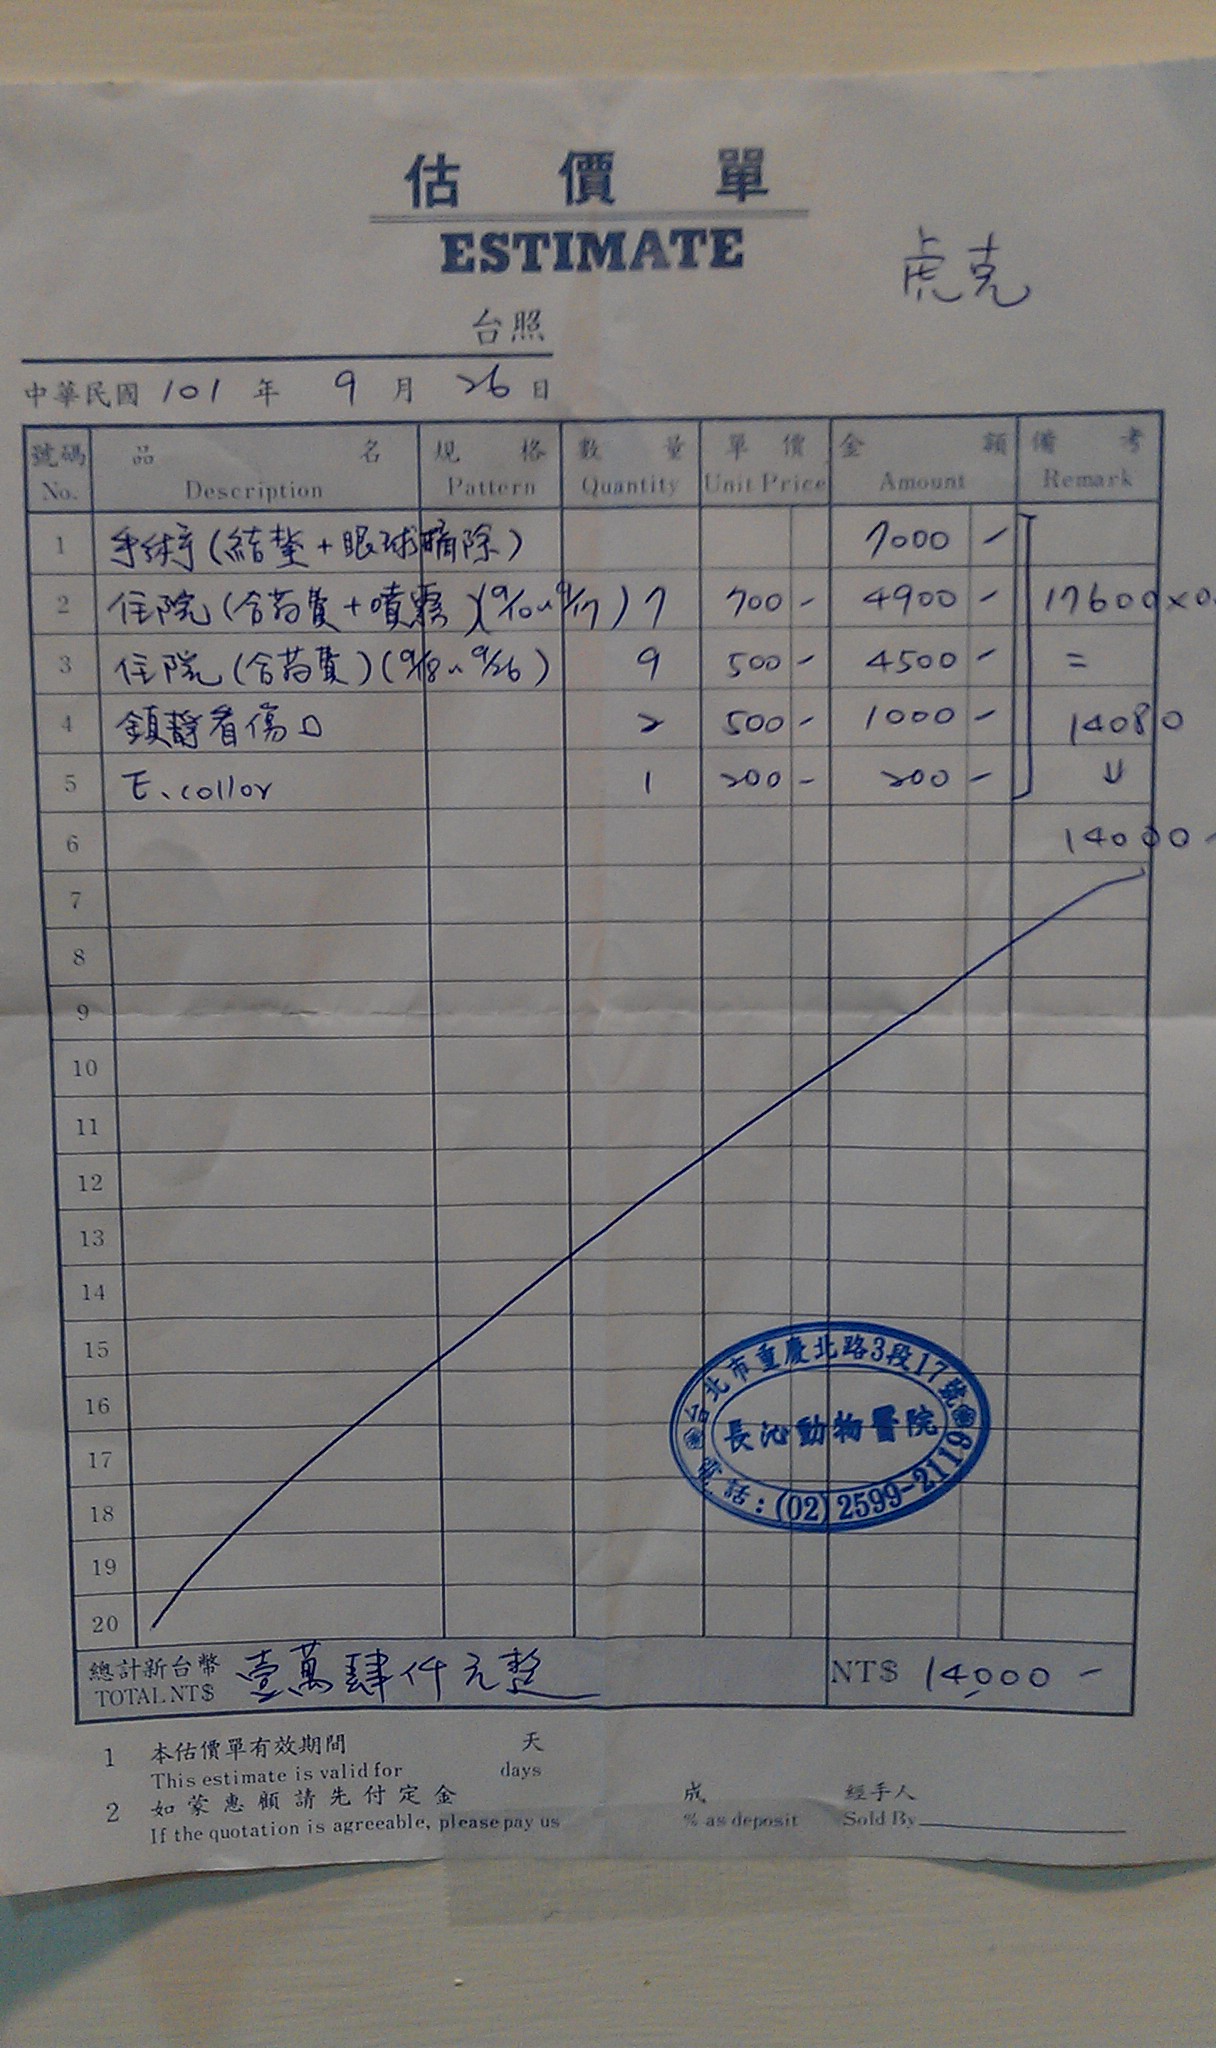 估價單
ESTIMATE
虎克
台照
中華民國 101 年 9 月 26 日
號碼 品名 規格 數量 單價 金額 備考
No. Description Pattern Quantity Unit Price Amount Remark
1 手術(結紮+眼球摘除) 7000 -
2 住院(含葯費+噴霧)(9/10~9/17) 7 700 - 4900 - 17600x0.
3 住院(含葯費)(9/18~9/26) 9 500 - 4500 - =
4 鎮靜看傷口 2 500 - 1000 - 14080
5 E. collor 1 200 - 200 - ↓
6 14000 -
7
8
9
10
11
12
13
14
15
16
17
18
19
20
台北市重慶北路3段17號
長沁動物醫院
電話:(02)2599-2119
總計新台幣 壹萬肆仟元整 NT$ 14,000 -
TOTAL NT$
1 本估價單有效期間 天
This estimate is valid for days
2 如蒙惠顧請先付定金 成 經手人
If the quotation is agreeable, please pay us % as deposit Sold By